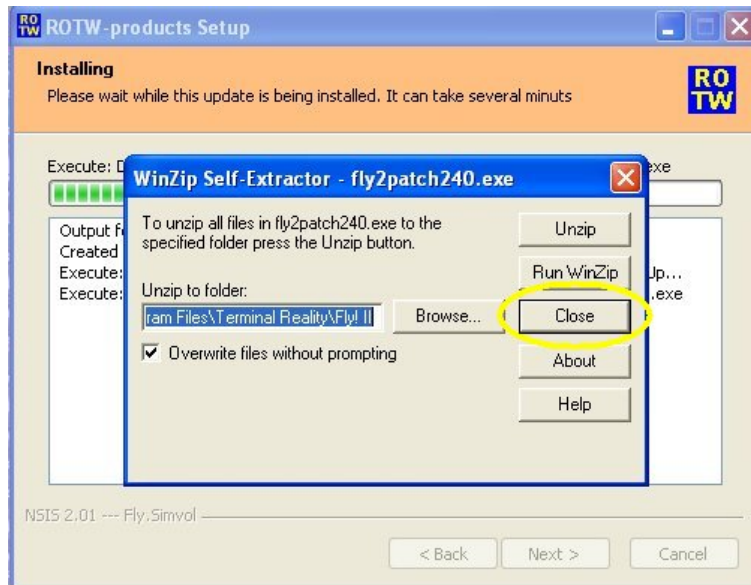 RO
TW
ROTW-products Setup
Installing
Please wait while this update is being installed. It can take several minuts
RO
TW
Execute: D
exe
WinZip Self-Extractor - fly2patch240.exe
To unzip all files in fly2patch240.exe to the
specified folder press the Unzip button.
Unzip
Run WinZip
Unzip to folder:
ram Files\Terminal Reality\Fly! II
Browse...
Close
Overwrite files without prompting
About
Help
Output f
Created
Execute:
Up...
Execute:
.exe
NSIS 2.01 --- Fly.Simvol
< Back
Next >
Cancel